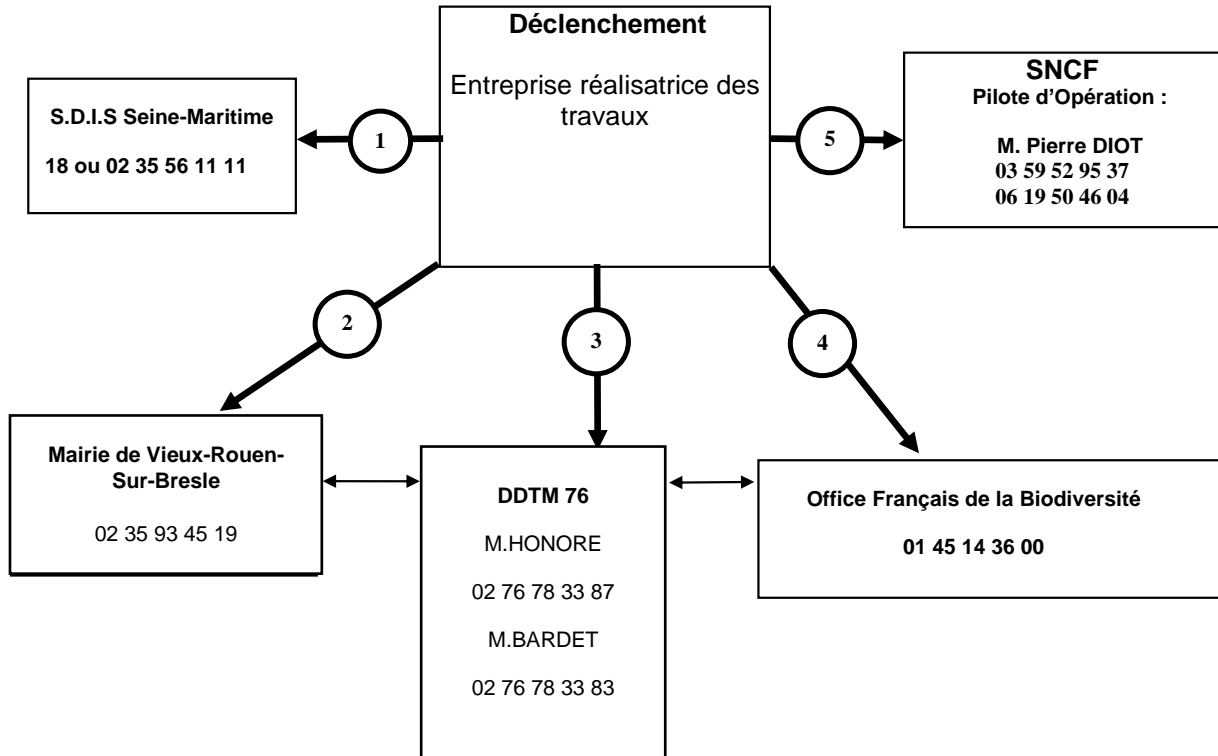 Déclenchement
Entreprise réalisatrice des
travaux
S.D.I.S Seine-Maritime
18 ou 02 35 56 11 11
1
5
SNCF
Pilote d’Opération :
M. Pierre DIOT
03 59 52 95 37
06 19 50 46 04
2
3
4
Mairie de Vieux-Rouen-
Sur-Bresle
02 35 93 45 19
DDTM 76
M.HONORE
02 76 78 33 87
M.BARDET
02 76 78 33 83
Office Français de la Biodiversité
01 45 14 36 00